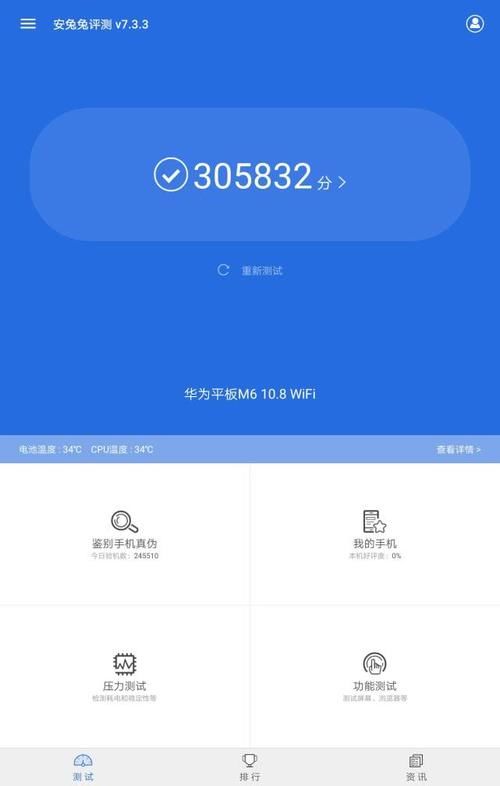 安兔兔评测 v7.3.3
305832 分
重新测试
华为平板M6 10.8 WiFi
电池温度 : 34℃ CPU温度 : 34℃ 查看详情 >
鉴别手机真伪
今日验机数: 245510
我的手机
本机好评度: 0%
压力测试
检测耗电和稳定性等
功能测试
测试屏幕、浏览器等
测试
排行
资讯